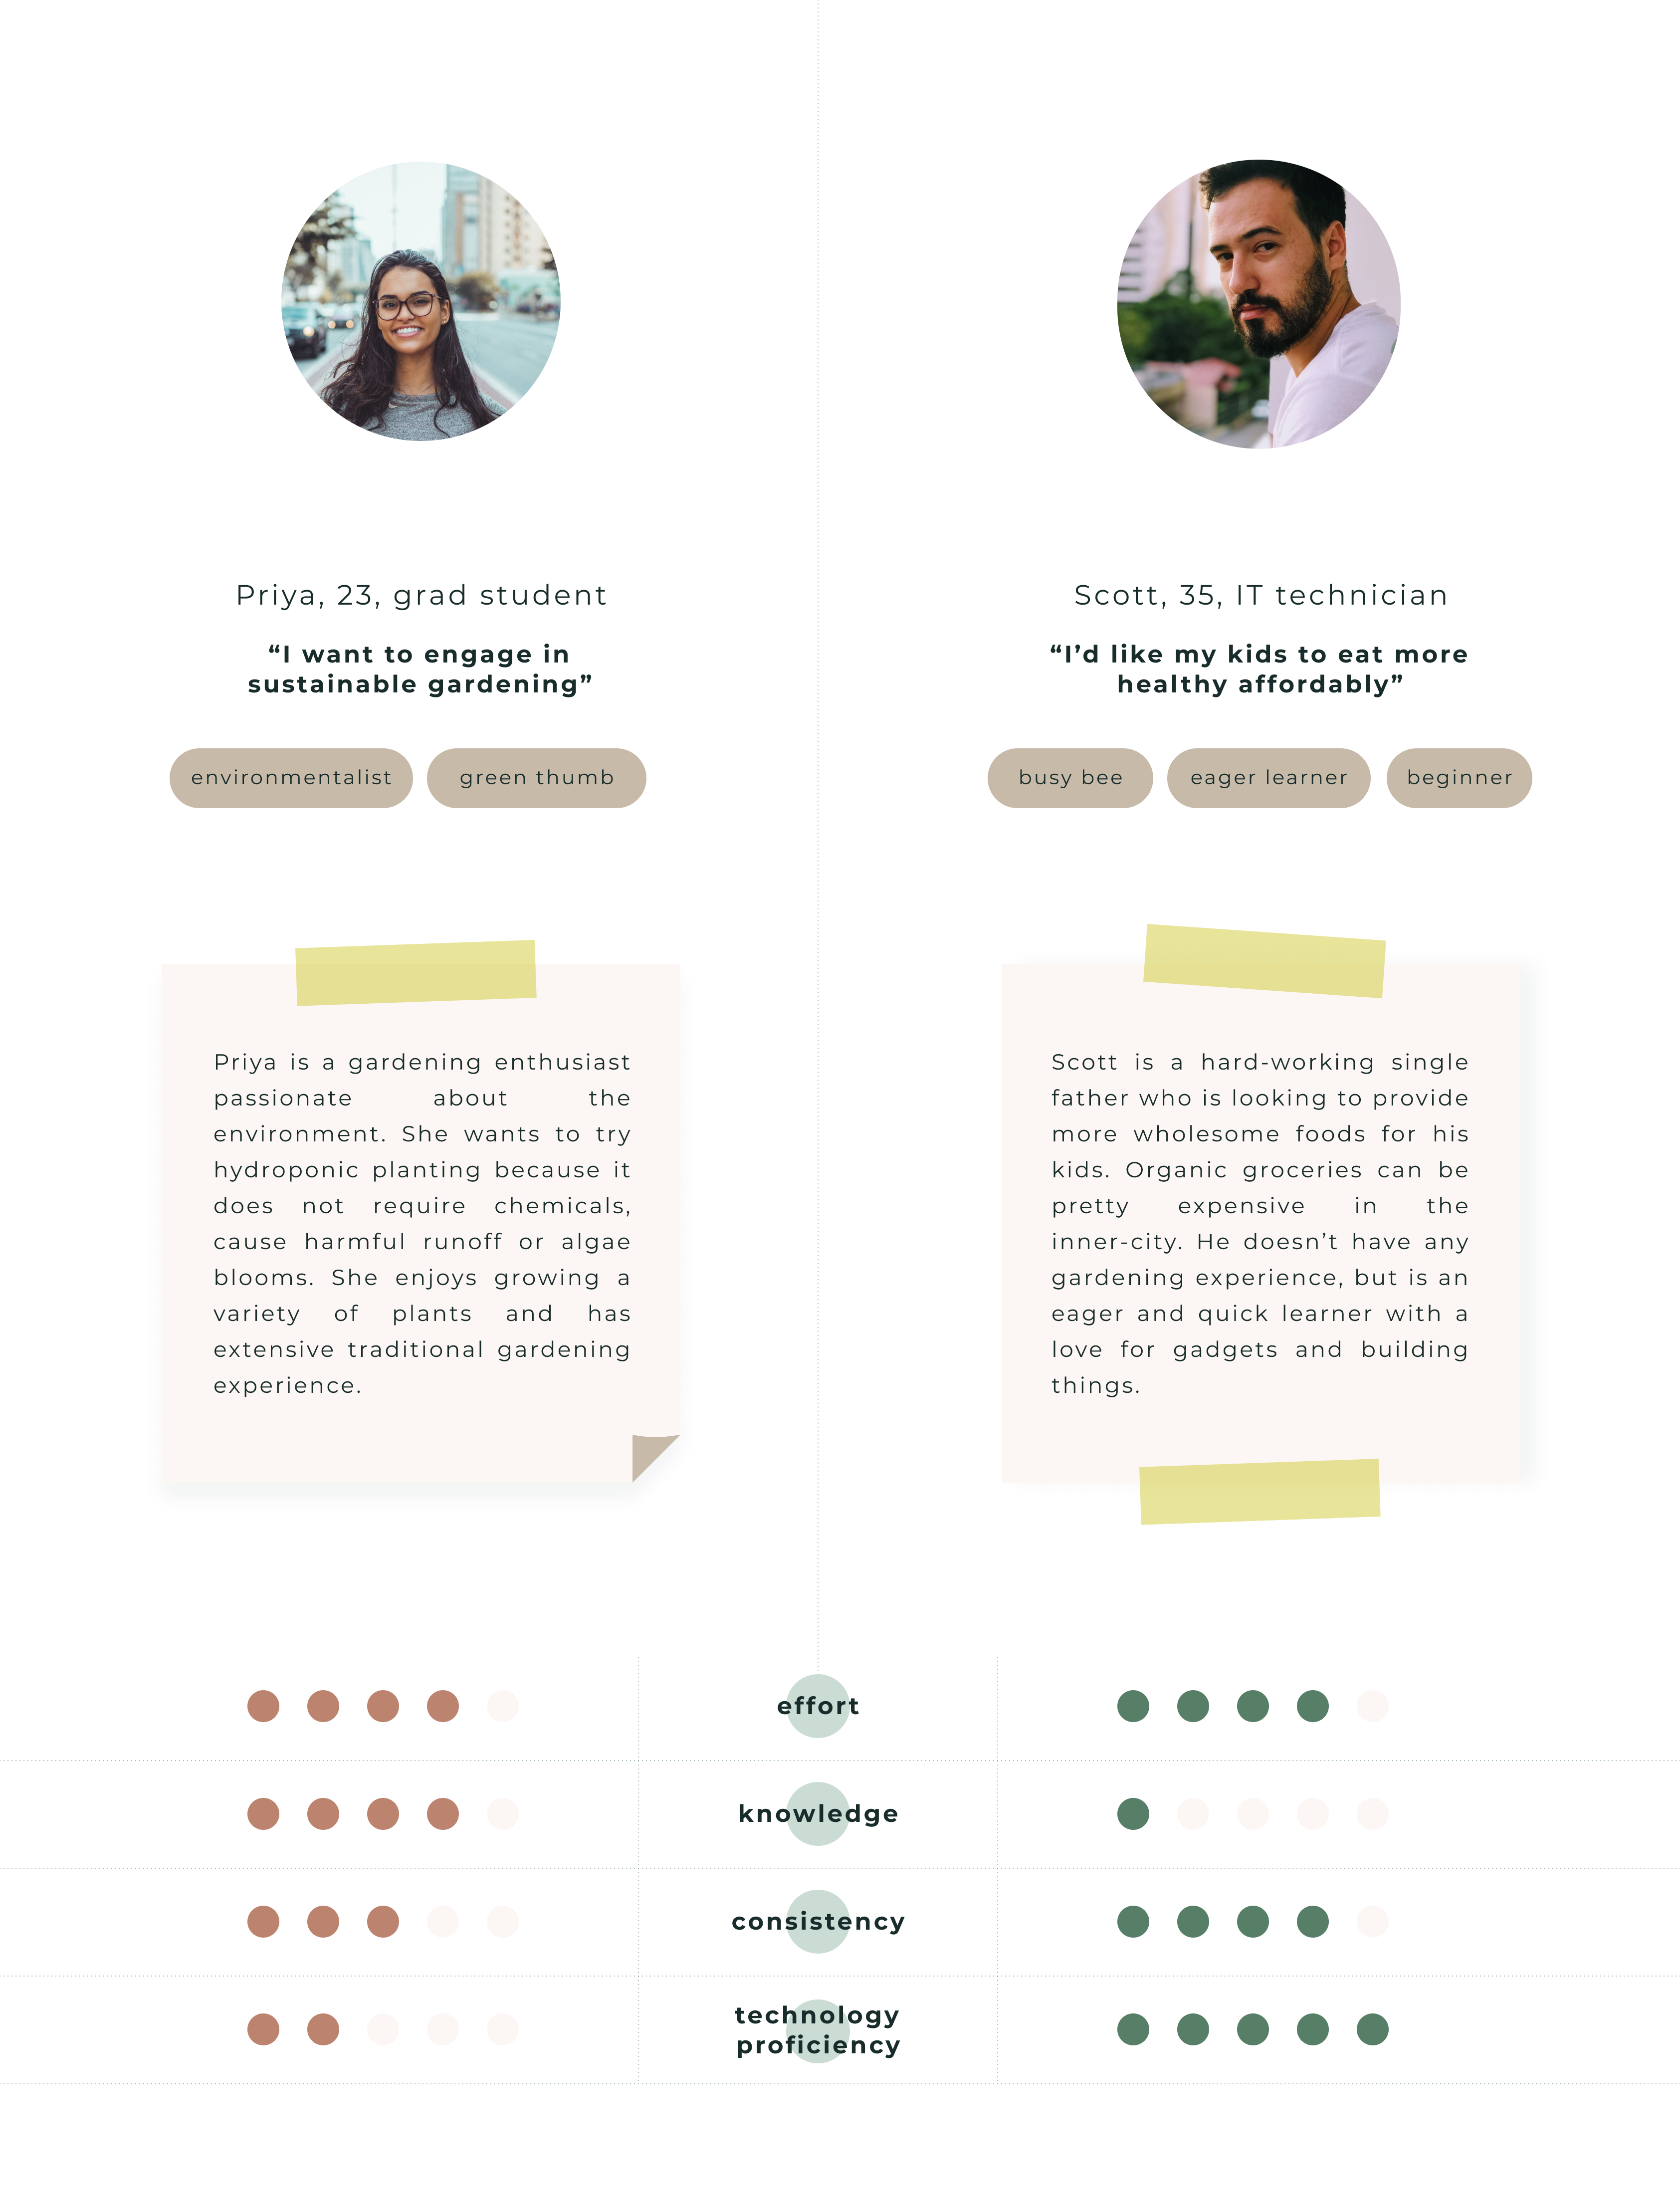 Priya, 23, grad student
“I want to engage in
sustainable gardening”
environmentalist
green thumb
Priya is a gardening enthusiast
passionate about the
environment. She wants to try
hydroponic planting because it
does not require chemicals,
cause harmful runoff or algae
blooms. She enjoys growing a
variety of plants and has
extensive traditional gardening
experience.
Scott, 35, IT technician
“I’d like my kids to eat more
healthy affordably”
busy bee
eager learner
beginner
Scott is a hard-working single
father who is looking to provide
more wholesome foods for his
kids. Organic groceries can be
pretty expensive in the
inner-city. He doesn’t have any
gardening experience, but is an
eager and quick learner with a
love for gadgets and building
things.
effort
knowledge
consistency
technology
proficiency